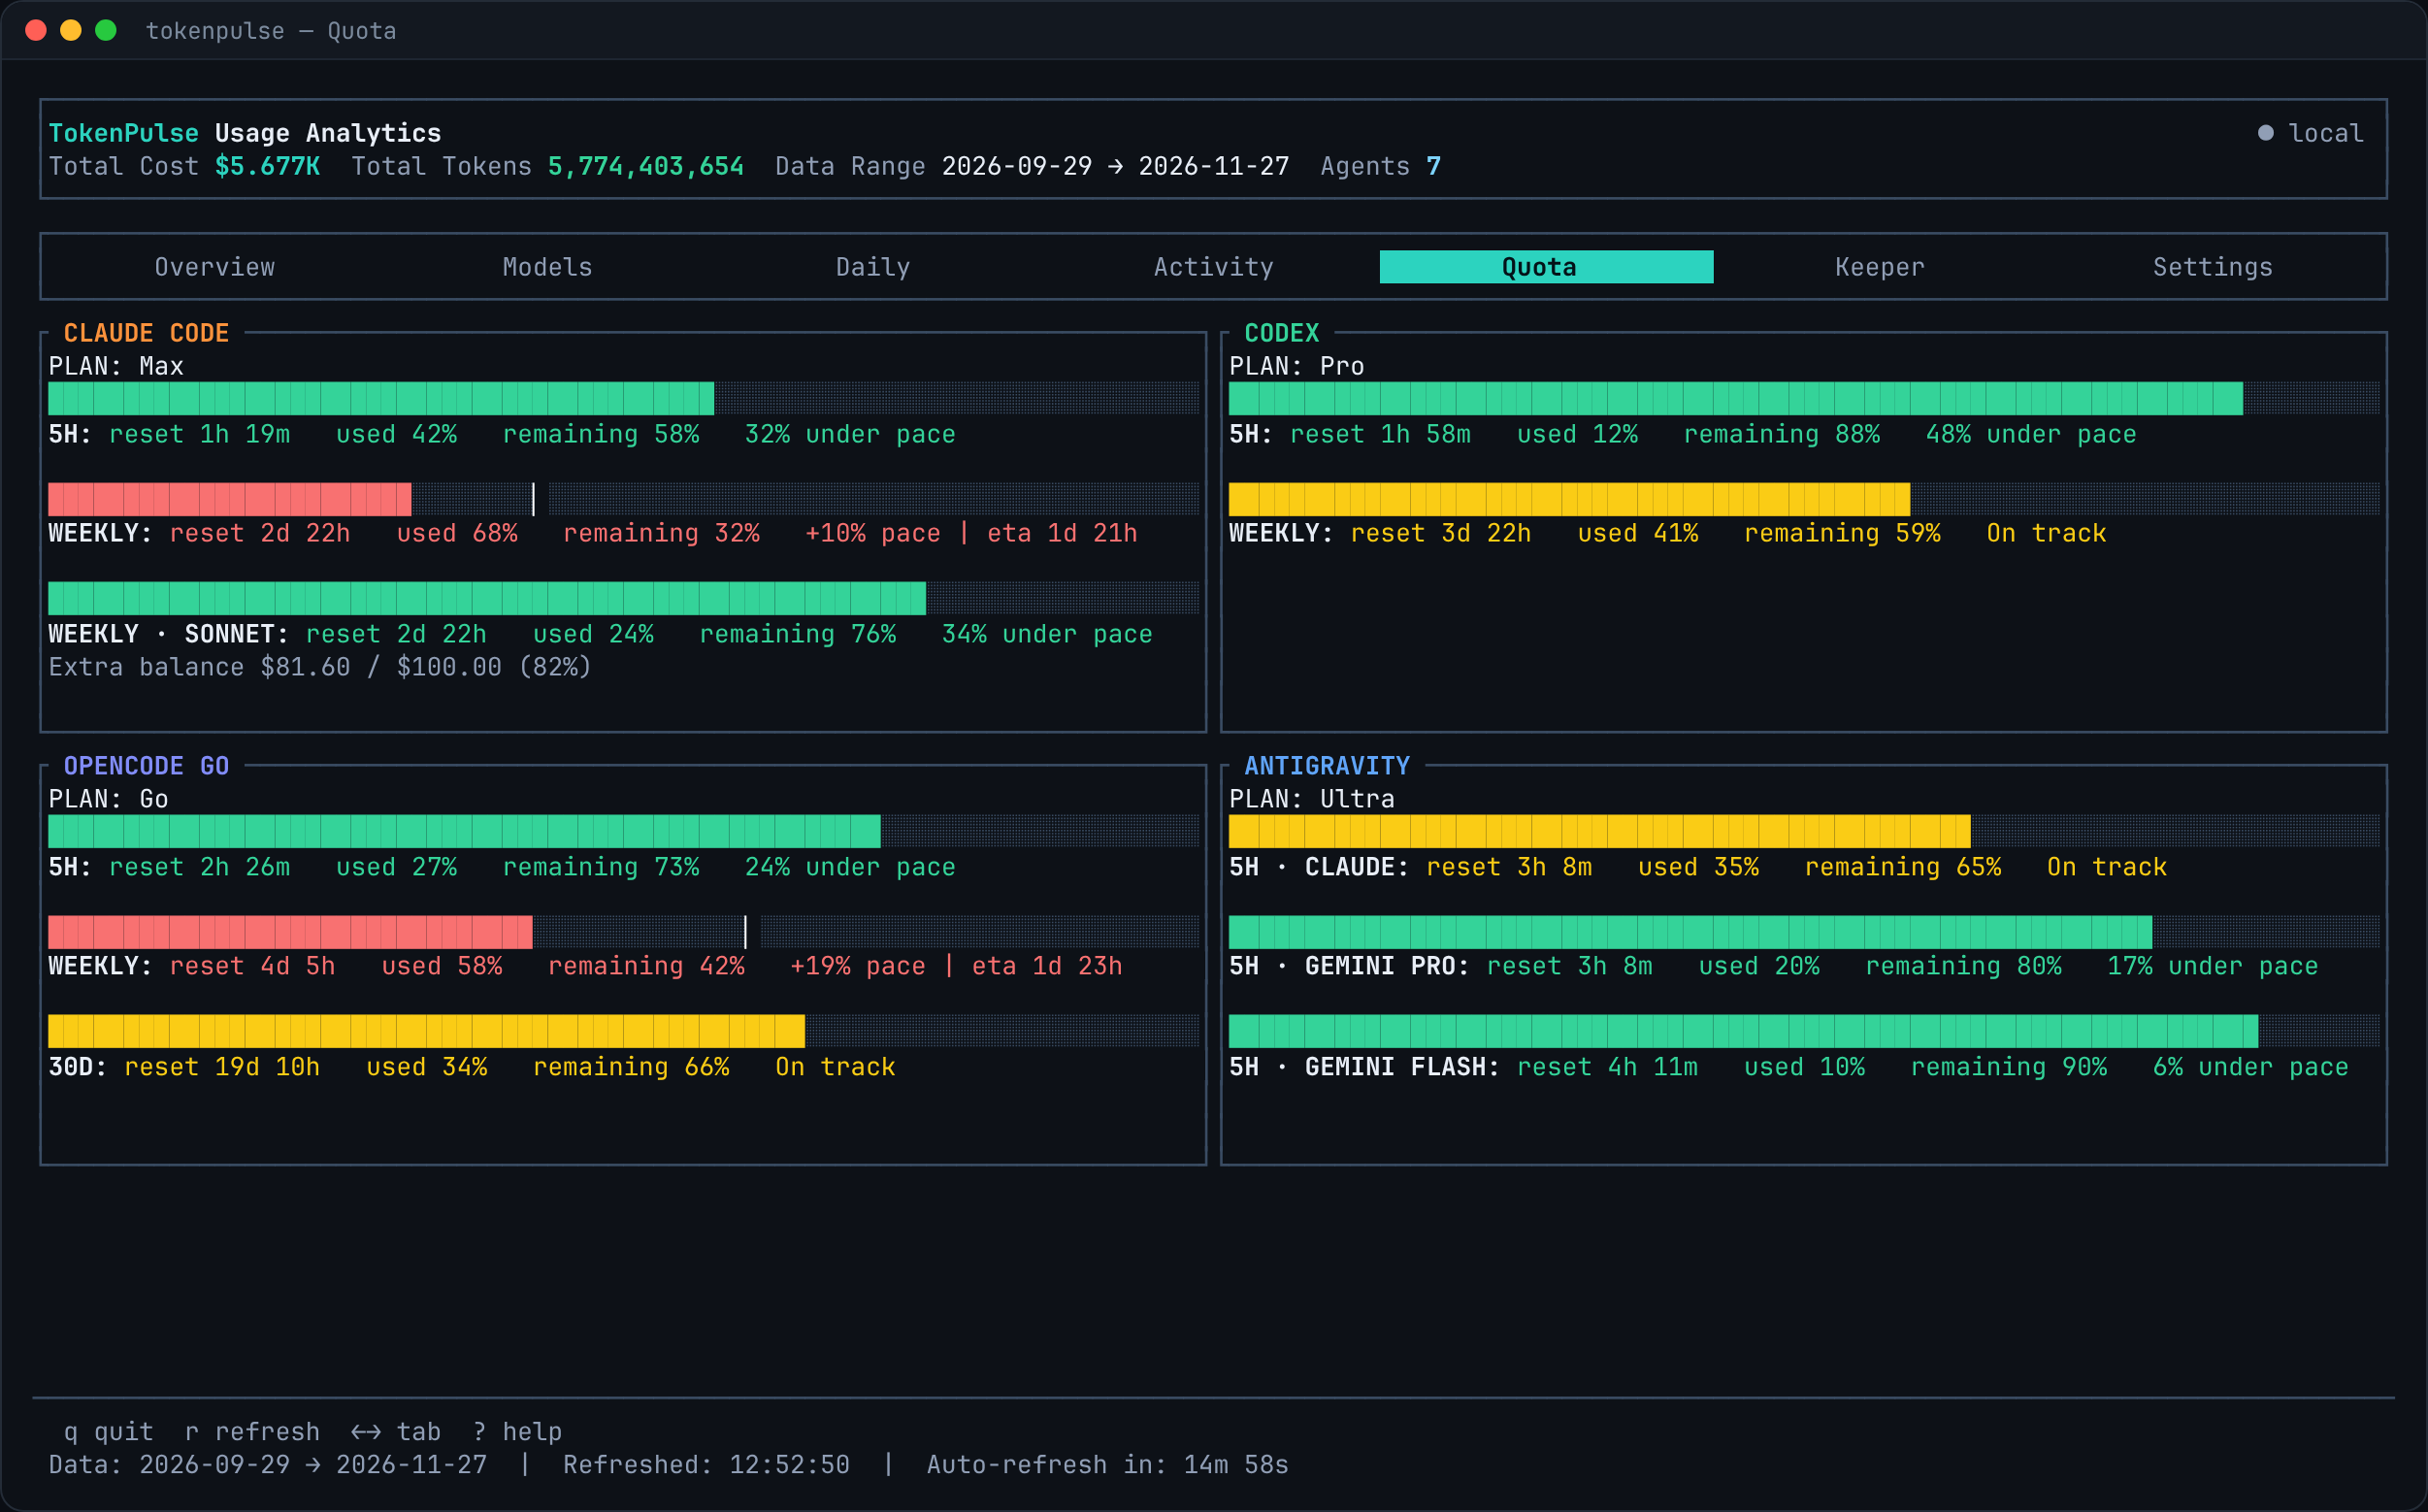 tokenpulse — Quota
TokenPulse Usage Analytics
● local
Total Cost $5.677K  Total Tokens 5,774,403,654  Data Range 2026-09-29 → 2026-11-27  Agents 7
Overview  Models  Daily  Activity  Quota  Keeper  Settings
CLAUDE CODE
PLAN: Max
5H: reset 1h 19m  used 42%  remaining 58%  32% under pace
WEEKLY: reset 2d 22h  used 68%  remaining 32%  +10% pace | eta 1d 21h
WEEKLY · SONNET: reset 2d 22h  used 24%  remaining 76%  34% under pace
Extra balance $81.60 / $100.00 (82%)
CODEX
PLAN: Pro
5H: reset 1h 58m  used 12%  remaining 88%  48% under pace
WEEKLY: reset 3d 22h  used 41%  remaining 59%  On track
OPENCODE GO
PLAN: Go
5H: reset 2h 26m  used 27%  remaining 73%  24% under pace
WEEKLY: reset 4d 5h  used 58%  remaining 42%  +19% pace | eta 1d 23h
30D: reset 19d 10h  used 34%  remaining 66%  On track
ANTIGRAVITY
PLAN: Ultra
5H · CLAUDE: reset 3h 8m  used 35%  remaining 65%  On track
5H · GEMINI PRO: reset 3h 8m  used 20%  remaining 80%  17% under pace
5H · GEMINI FLASH: reset 4h 11m  used 10%  remaining 90%  6% under pace
q quit  r refresh  ↔ tab  ? help
Data: 2026-09-29 → 2026-11-27  |  Refreshed: 12:52:50  |  Auto-refresh in: 14m 58s